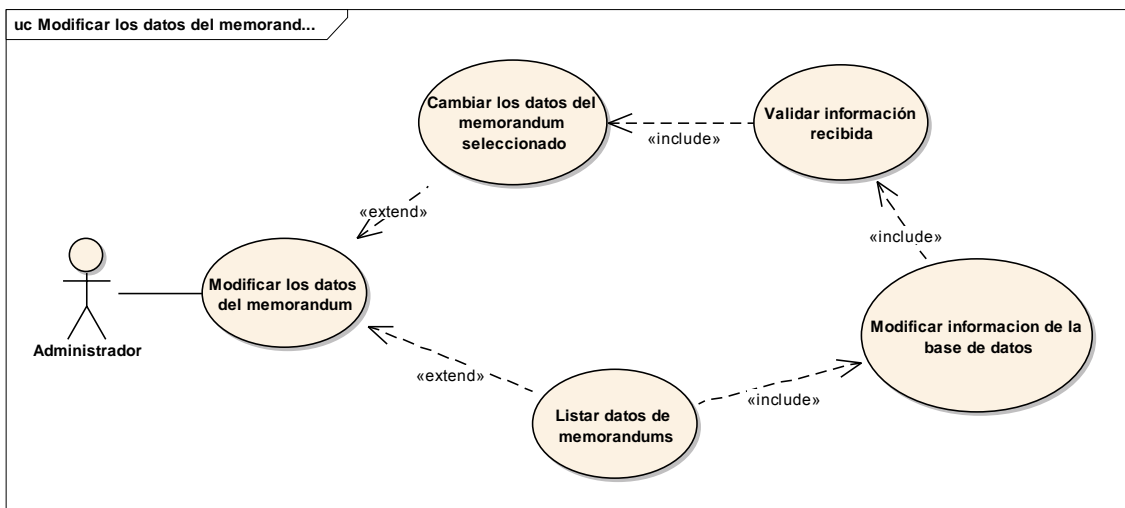 uc Modificar los datos del memorand...
Cambiar los datos del
memorandum
seleccionado
Validar información
recibida
«include»
«extend»
«include»
Modificar los datos
del memorandum
Modificar informacion de la
base de datos
Administrador
«extend»
«include»
Listar datos de
memorandums